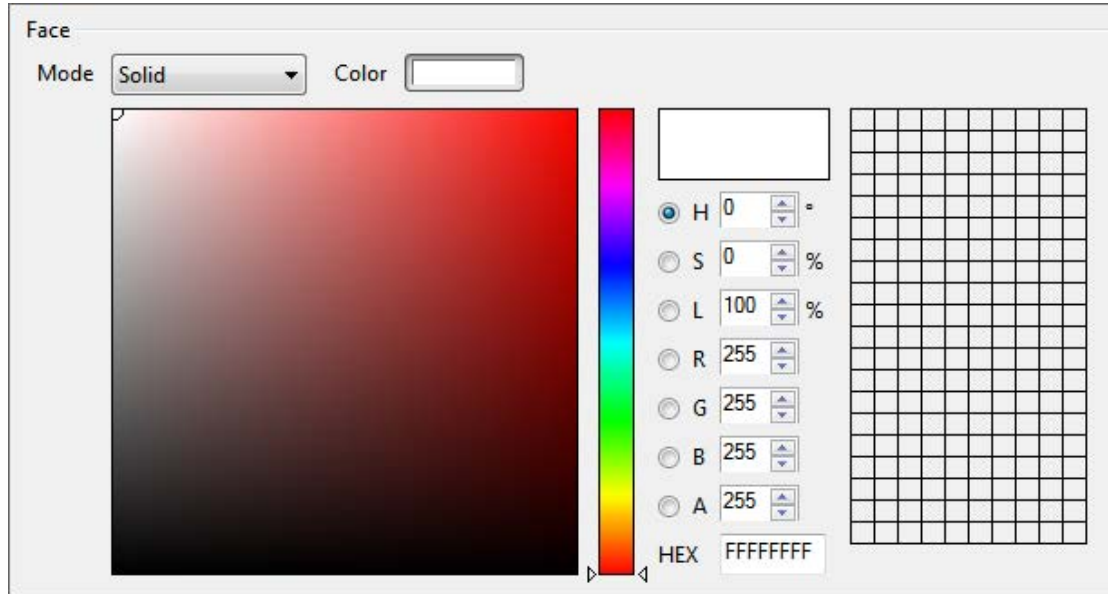 Face
Mode Solid Color
H 0 °
S 0 %
L 100 %
R 255
G 255
B 255
A 255
HEX FFFFFFFF